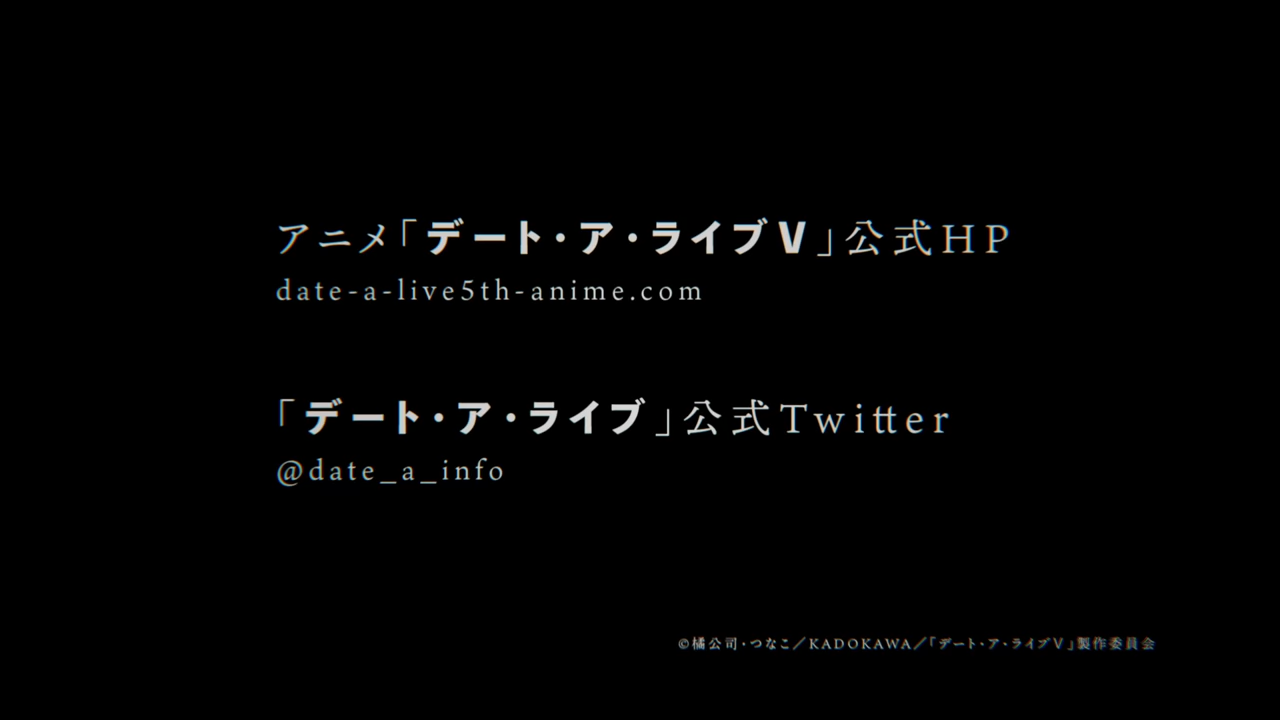 アニメ「デート・ア・ライブV」公式HP
date-a-live5th-anime.com
「デート・ア・ライブ」公式Twitter
@date_a_info
©橘公司・つなこ／KADOKAWA／「デート・ア・ライブV」製作委員会